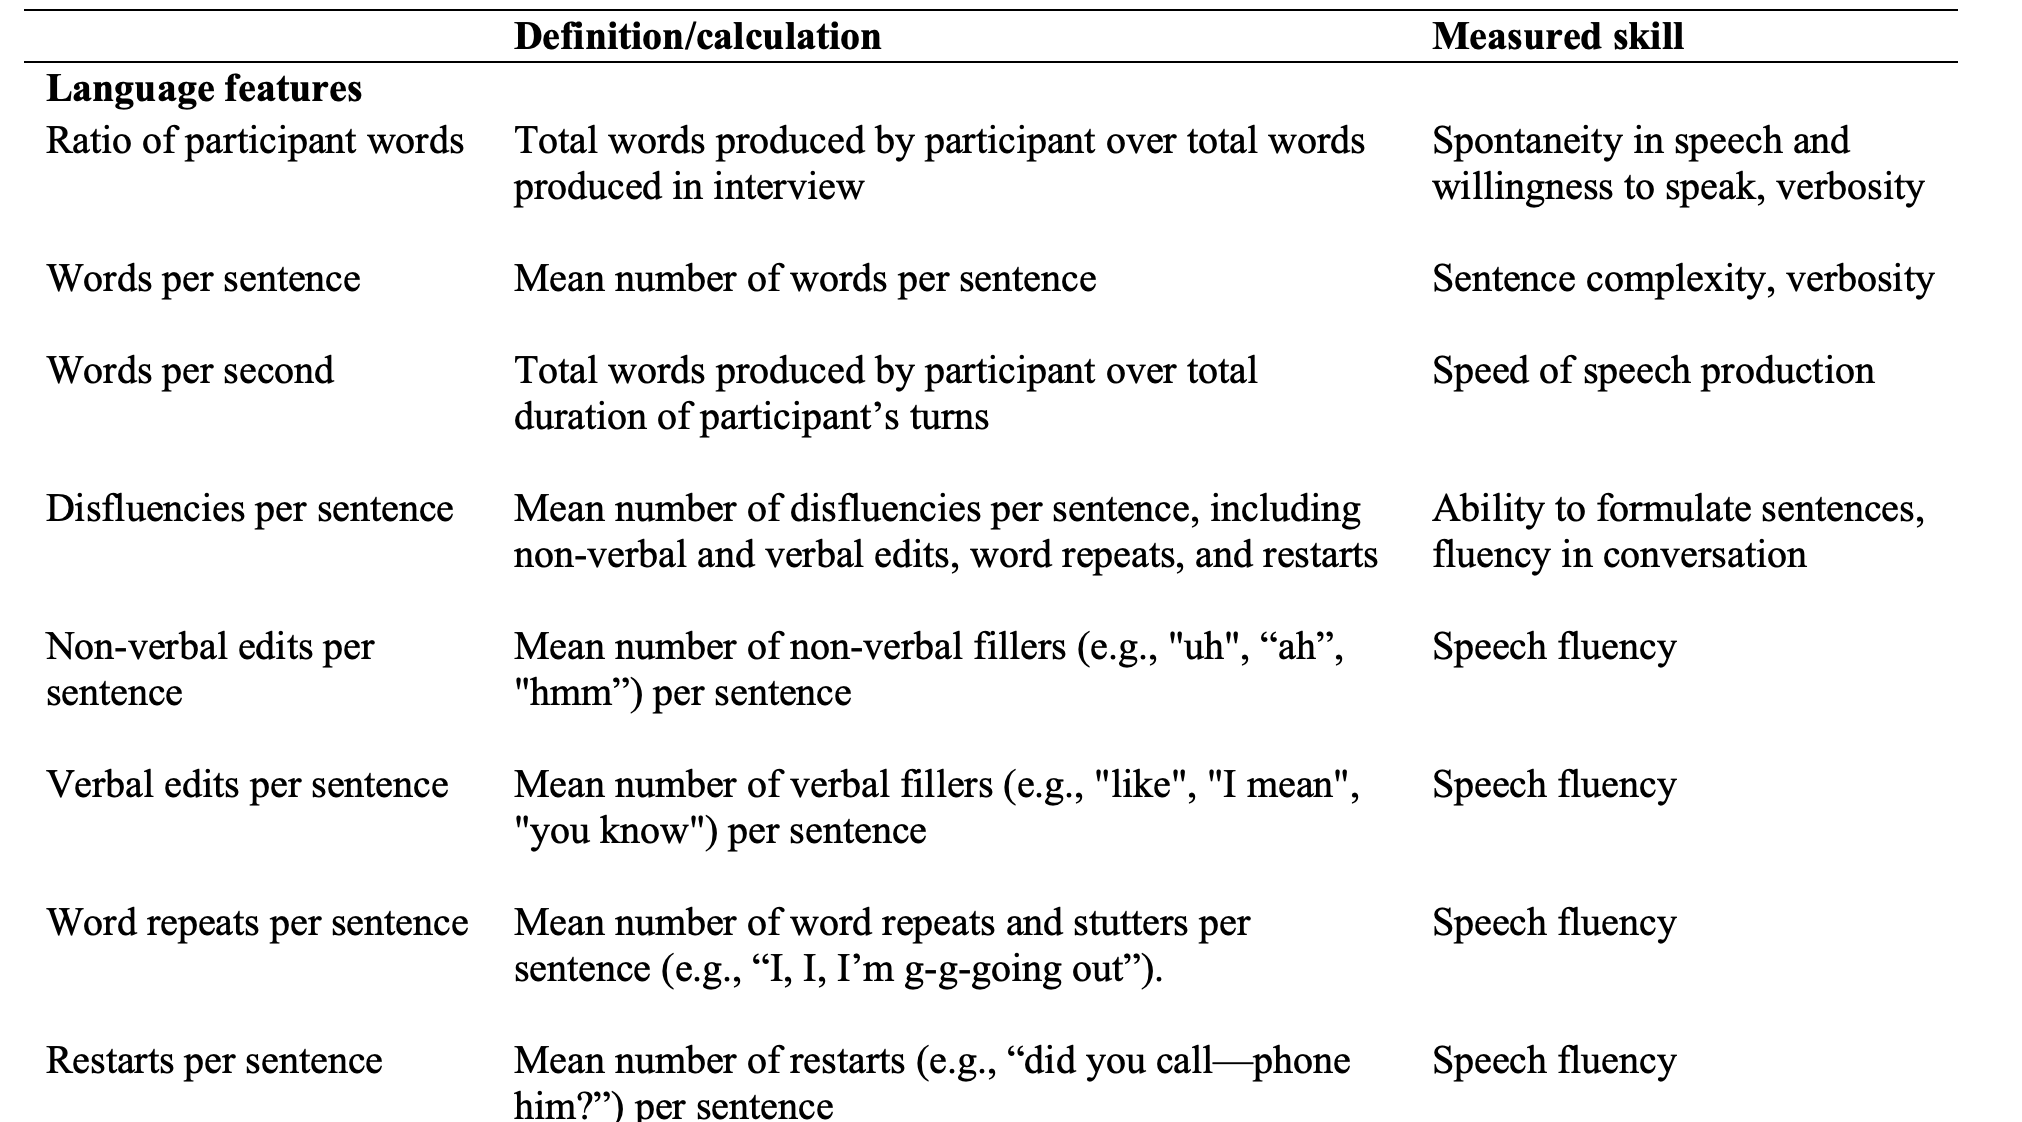 Definition/calculation Measured skill
Language features
Ratio of participant words Total words produced by participant over total words Spontaneity in speech and
produced in interview willingness to speak, verbosity
Words per sentence Mean number of words per sentence Sentence complexity, verbosity
Words per second Total words produced by participant over total Speed of speech production
duration of participant’s turns
Disfluencies per sentence Mean number of disfluencies per sentence, including Ability to formulate sentences,
non-verbal and verbal edits, word repeats, and restarts fluency in conversation
Non-verbal edits per Mean number of non-verbal fillers (e.g., "uh", “ah”, Speech fluency
sentence "hmm”) per sentence
Verbal edits per sentence Mean number of verbal fillers (e.g., "like", "I mean", Speech fluency
"you know") per sentence
Word repeats per sentence Mean number of word repeats and stutters per Speech fluency
sentence (e.g., “I, I, I’m g-g-going out”).
Restarts per sentence Mean number of restarts (e.g., “did you call—phone Speech fluency
him?”) per sentence